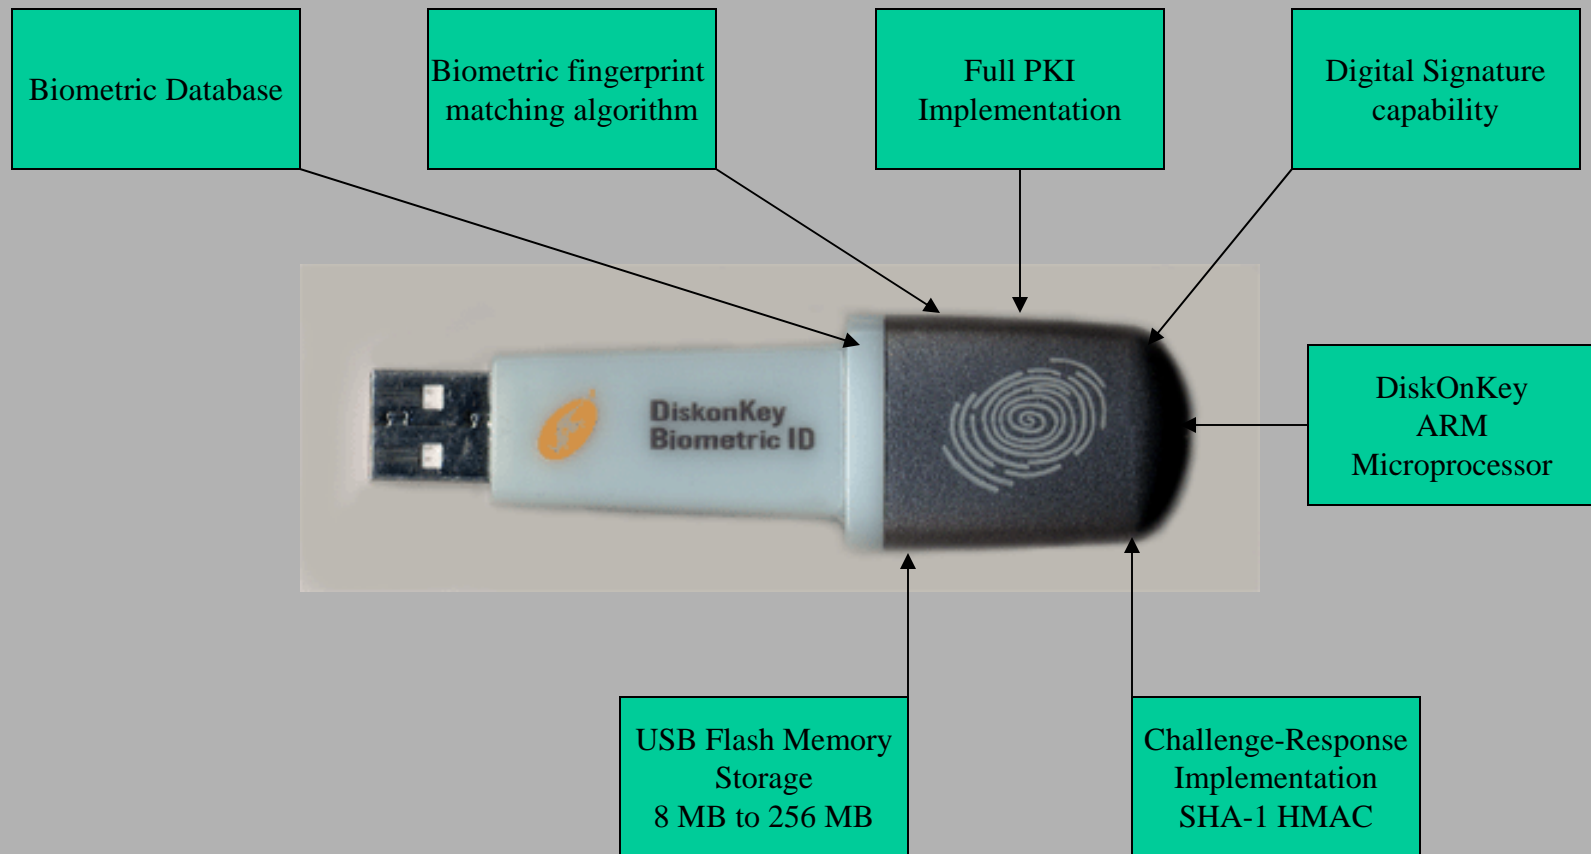 Biometric Database
Biometric fingerprint
matching algorithm
Full PKI
Implementation
Digital Signature
capability
DiskonKey
Biometric ID
DiskOnKey
ARM
Microprocessor
USB Flash Memory
Storage
8 MB to 256 MB
Challenge-Response
Implementation
SHA-1 HMAC